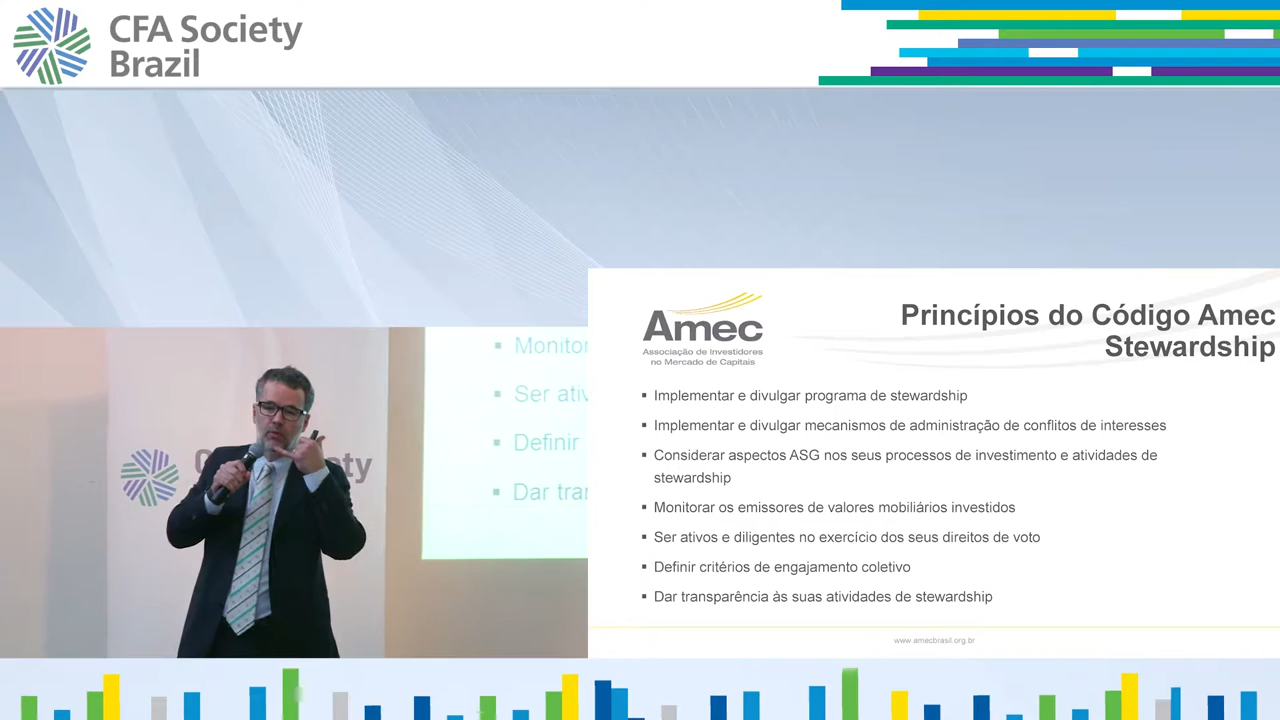 CFA Society
Brazil
Amec
Associação de Investidores
no Mercado de Capitais
Princípios do Código Amec
Stewardship
▪ Implementar e divulgar programa de stewardship
▪ Implementar e divulgar mecanismos de administração de conflitos de interesses
▪ Considerar aspectos ASG nos seus processos de investimento e atividades de
stewardship
▪ Monitorar os emissores de valores mobiliários investidos
▪ Ser ativos e diligentes no exercício dos seus direitos de voto
▪ Definir critérios de engajamento coletivo
▪ Dar transparência às suas atividades de stewardship
www.amecbrasil.org.br
▪ Monitor
▪ Ser ativ
▪ Definir
▪ Dar tran
Society